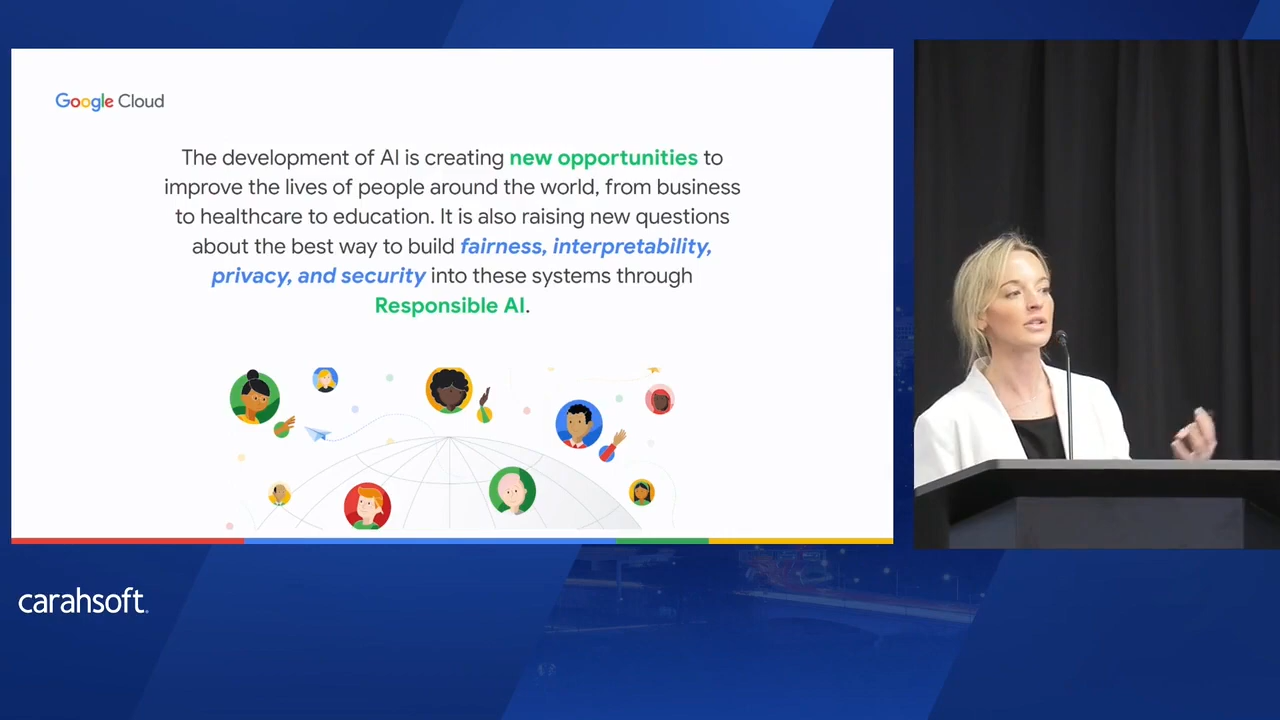 Google Cloud
The development of AI is creating new opportunities to
improve the lives of people around the world, from business
to healthcare to education. It is also raising new questions
about the best way to build fairness, interpretability,
privacy, and security into these systems through
Responsible AI.
carahsoft.